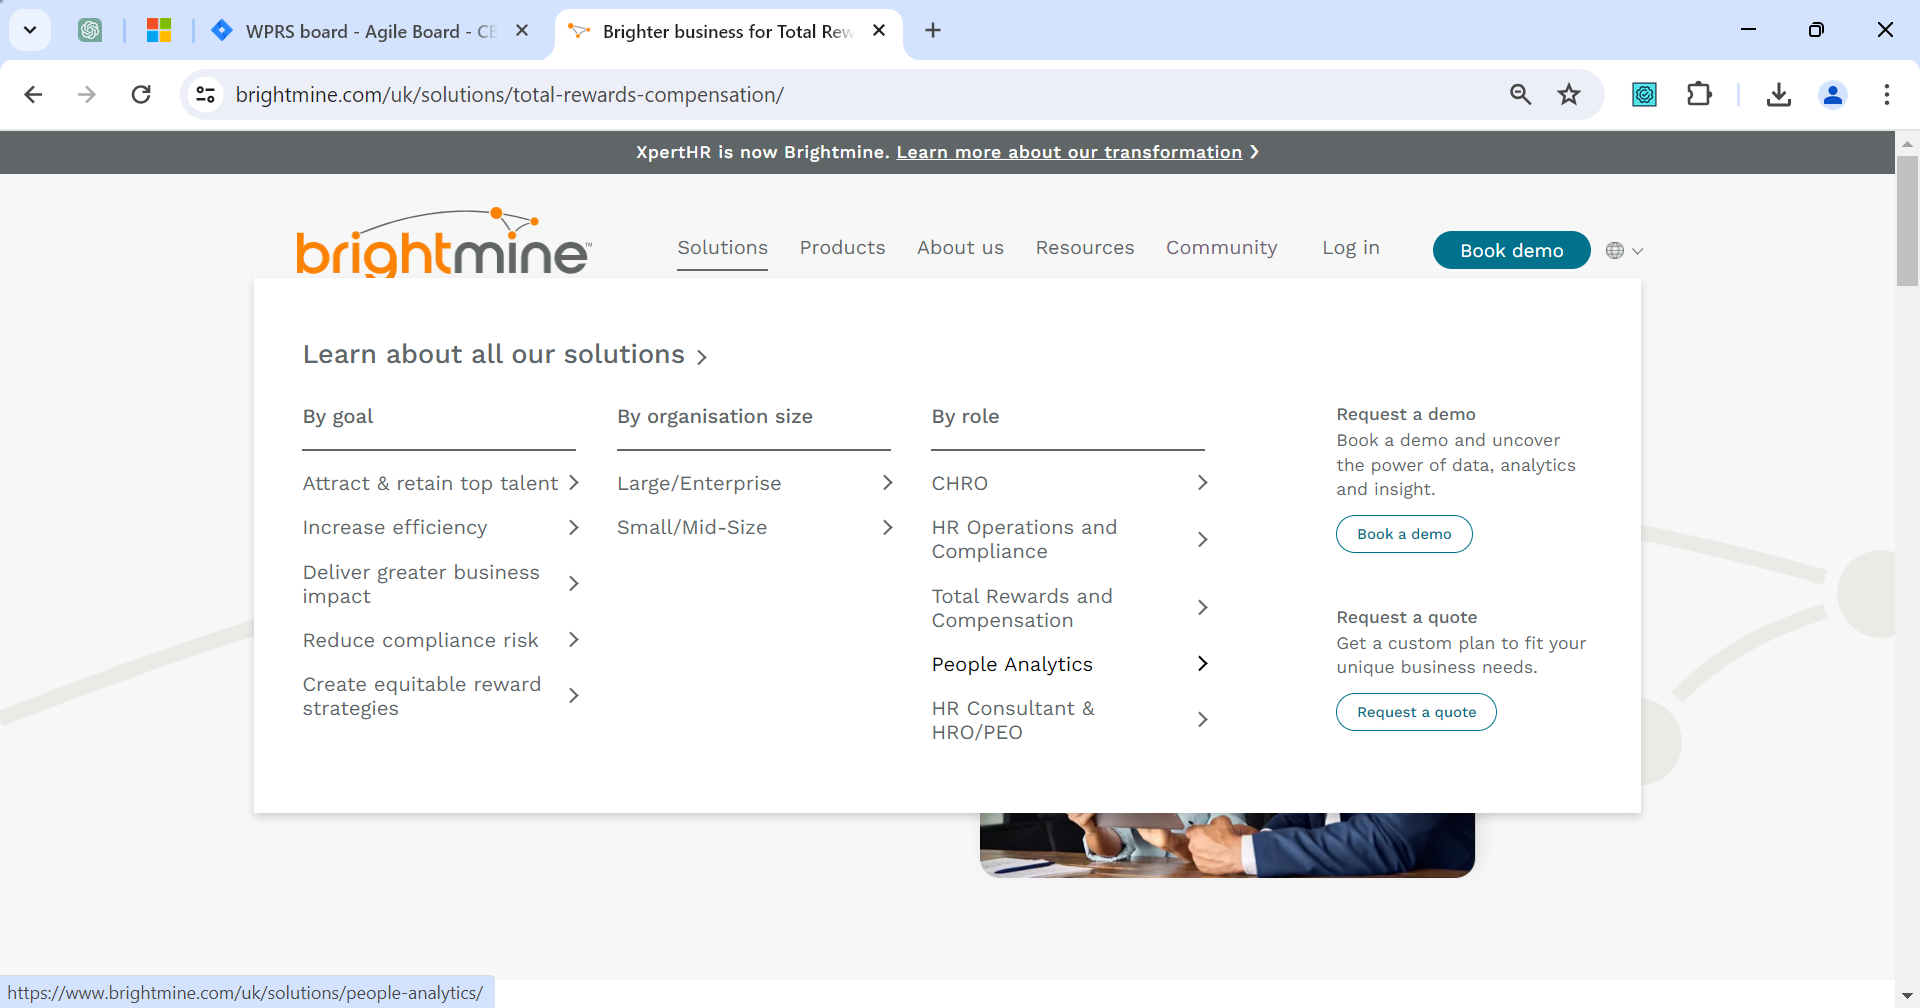 WPRS board - Agile Board - CE
Brighter business for Total Rew
brightmine.com/uk/solutions/total-rewards-compensation/
XpertHR is now Brightmine. Learn more about our transformation
brightmine™
Solutions
Products
About us
Resources
Community
Log in
Book demo
Learn about all our solutions
By goal
Attract & retain top talent
Increase efficiency
Deliver greater business
impact
Reduce compliance risk
Create equitable reward
strategies
By organisation size
Large/Enterprise
Small/Mid-Size
By role
CHRO
HR Operations and
Compliance
Total Rewards and
Compensation
People Analytics
HR Consultant &
HRO/PEO
Request a demo
Book a demo and uncover
the power of data, analytics
and insight.
Book a demo
Request a quote
Get a custom plan to fit your
unique business needs.
Request a quote
https://www.brightmine.com/uk/solutions/people-analytics/